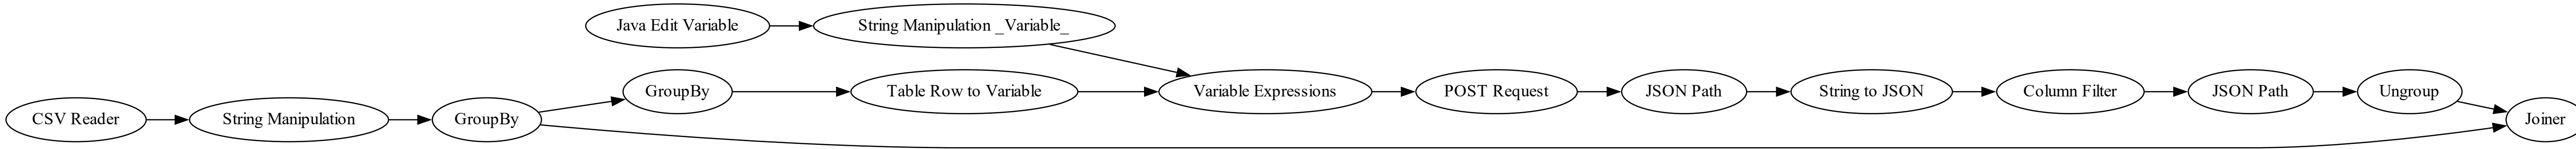 Java Edit Variable
String Manipulation _Variable_
GroupBy
Table Row to Variable
Variable Expressions
POST Request
JSON Path
String to JSON
Column Filter
JSON Path
Ungroup
CSV Reader
String Manipulation
GroupBy
Joiner